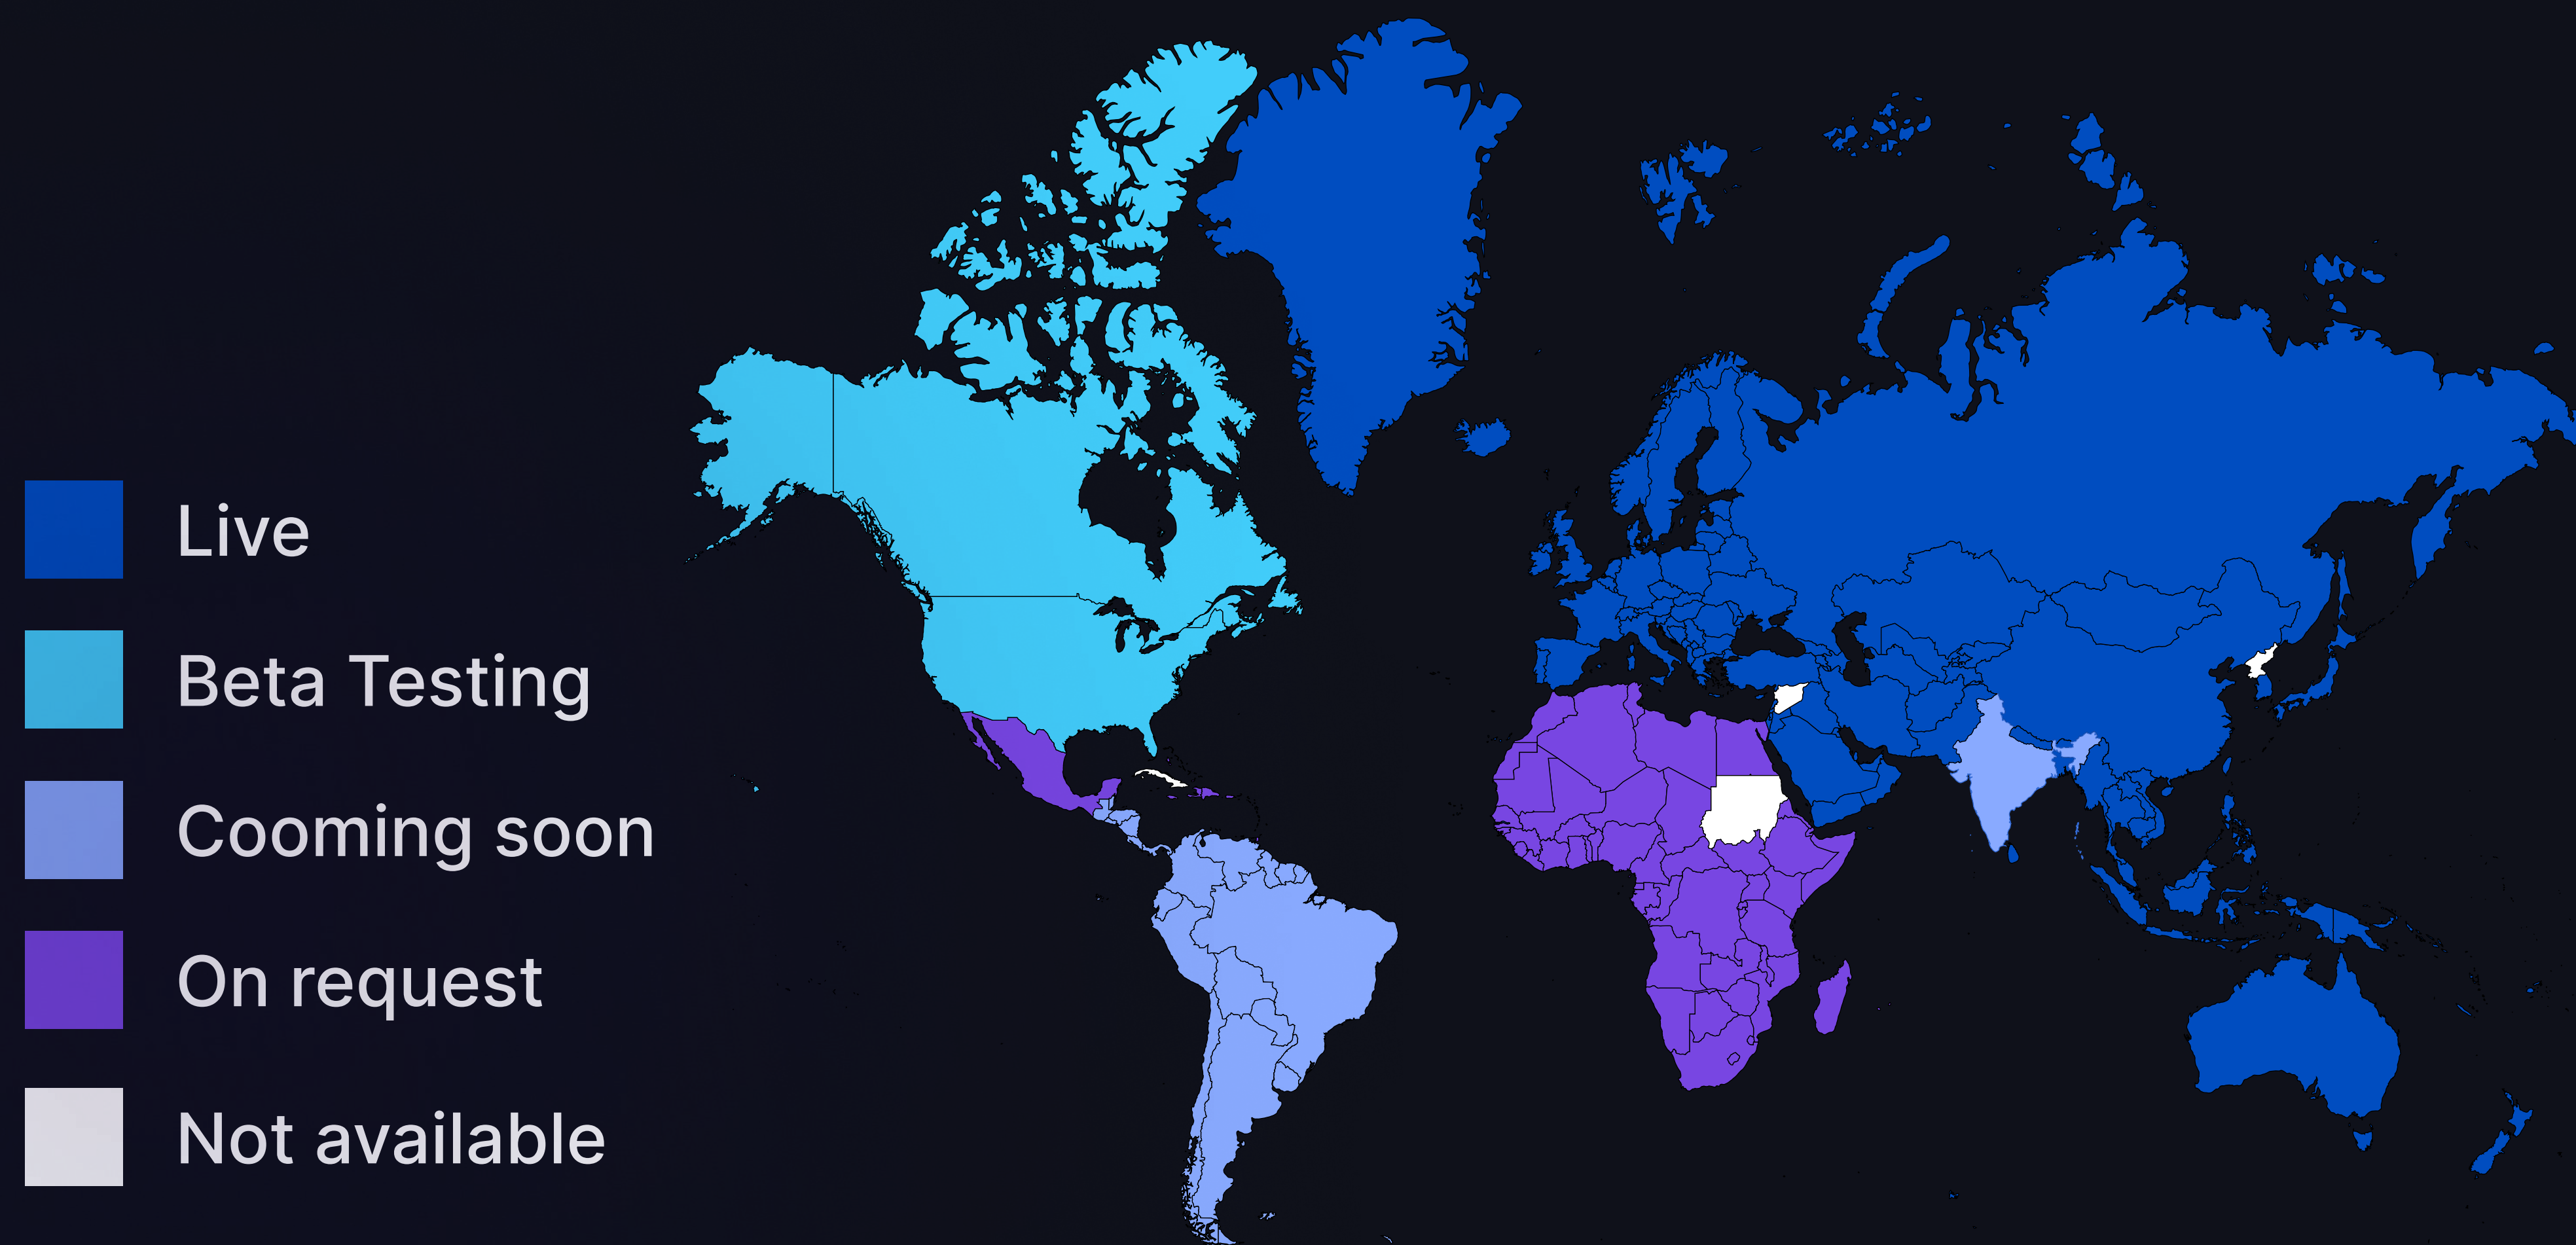 Live
Beta Testing
Cooming soon
On request
Not available